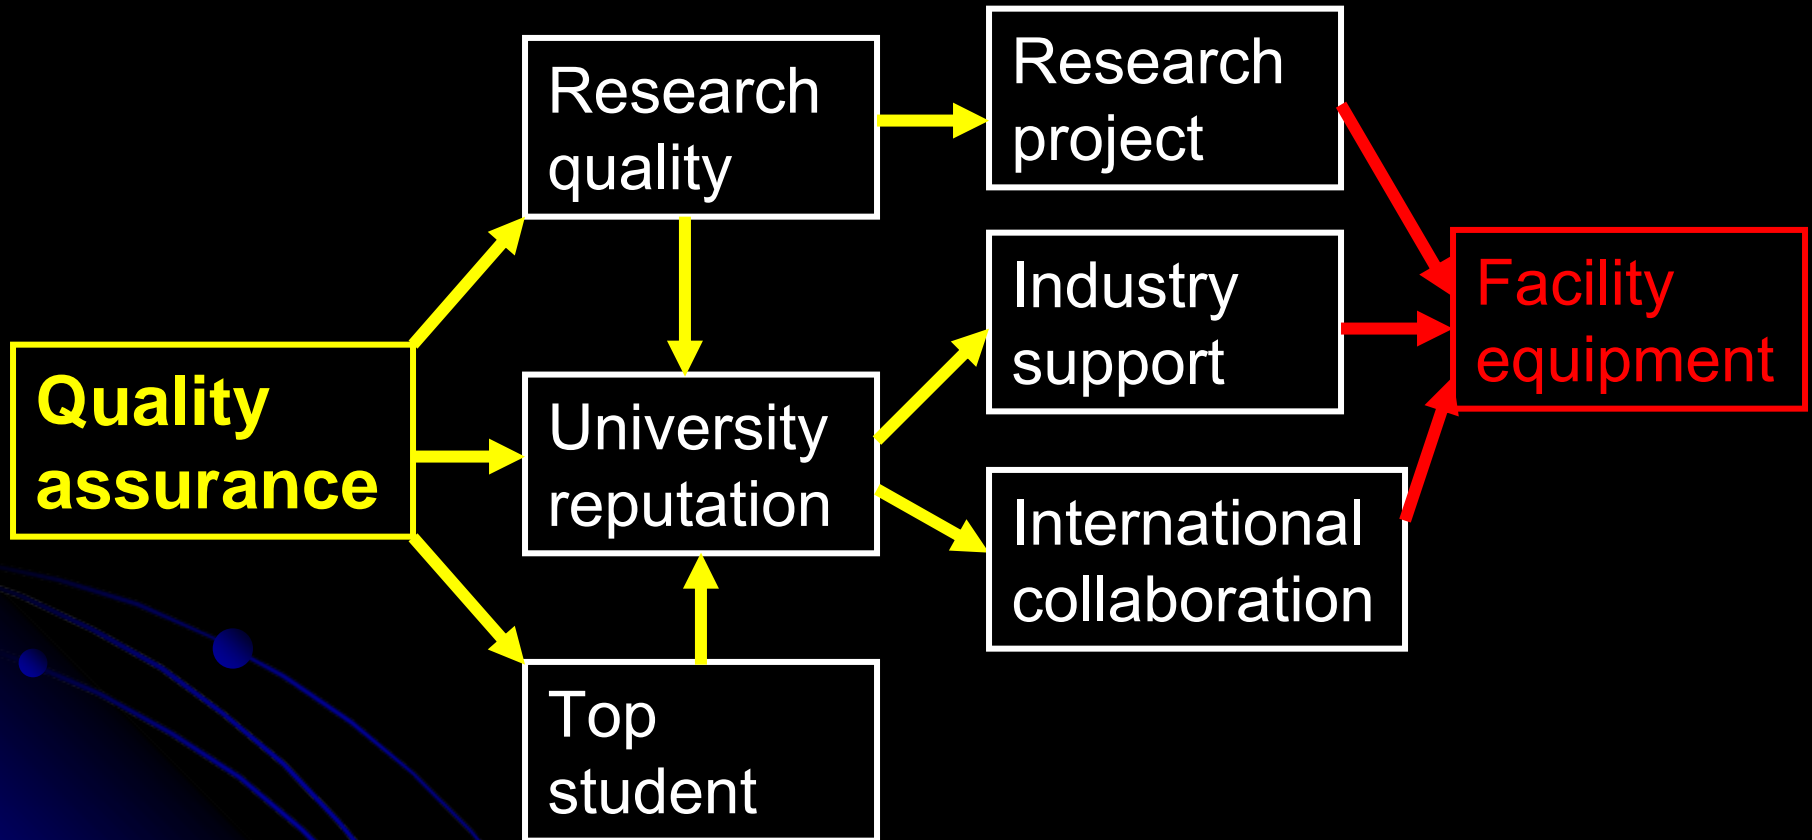 Quality
assurance
Research
quality
University
reputation
Top
student
Research
project
Industry
support
International
collaboration
Facility
equipment